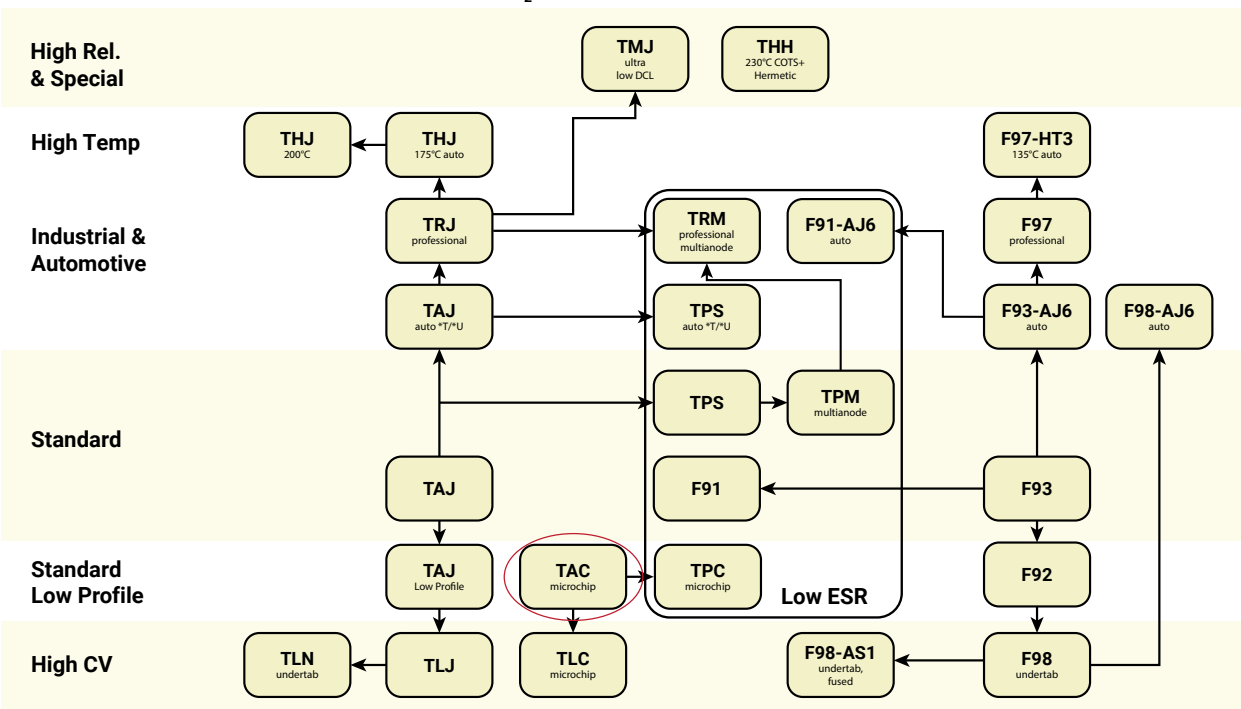 High Rel.
& Special
TMJ
ultra
low DCL
THH
230°C COTS+
Hermetic
High Temp
THJ
200°C
THJ
175°C auto
F97-HT3
135°C auto
Industrial &
Automotive
TRJ
professional
TRM
professional
multianode
F91-AJ6
auto
F97
professional
TAJ
auto *T/*U
TPS
auto *T/*U
F93-AJ6
auto
F98-AJ6
auto
Standard
TPS
TPM
multianode
TAJ
F91
F93
Standard
Low Profile
TAJ
Low Profile
TAC
microchip
TPC
microchip
Low ESR
F92
High CV
TLN
undertab
TLJ
TLC
microchip
F98-AS1
undertab,
fused
F98
undertab